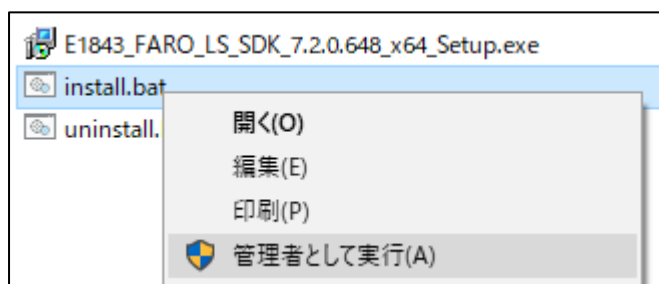 E1843_FARO_LS_SDK_7.2.0.648_x64_Setup.exe
install.bat
uninstall.
開く(O)
編集(E)
印刷(P)
管理者として実行(A)